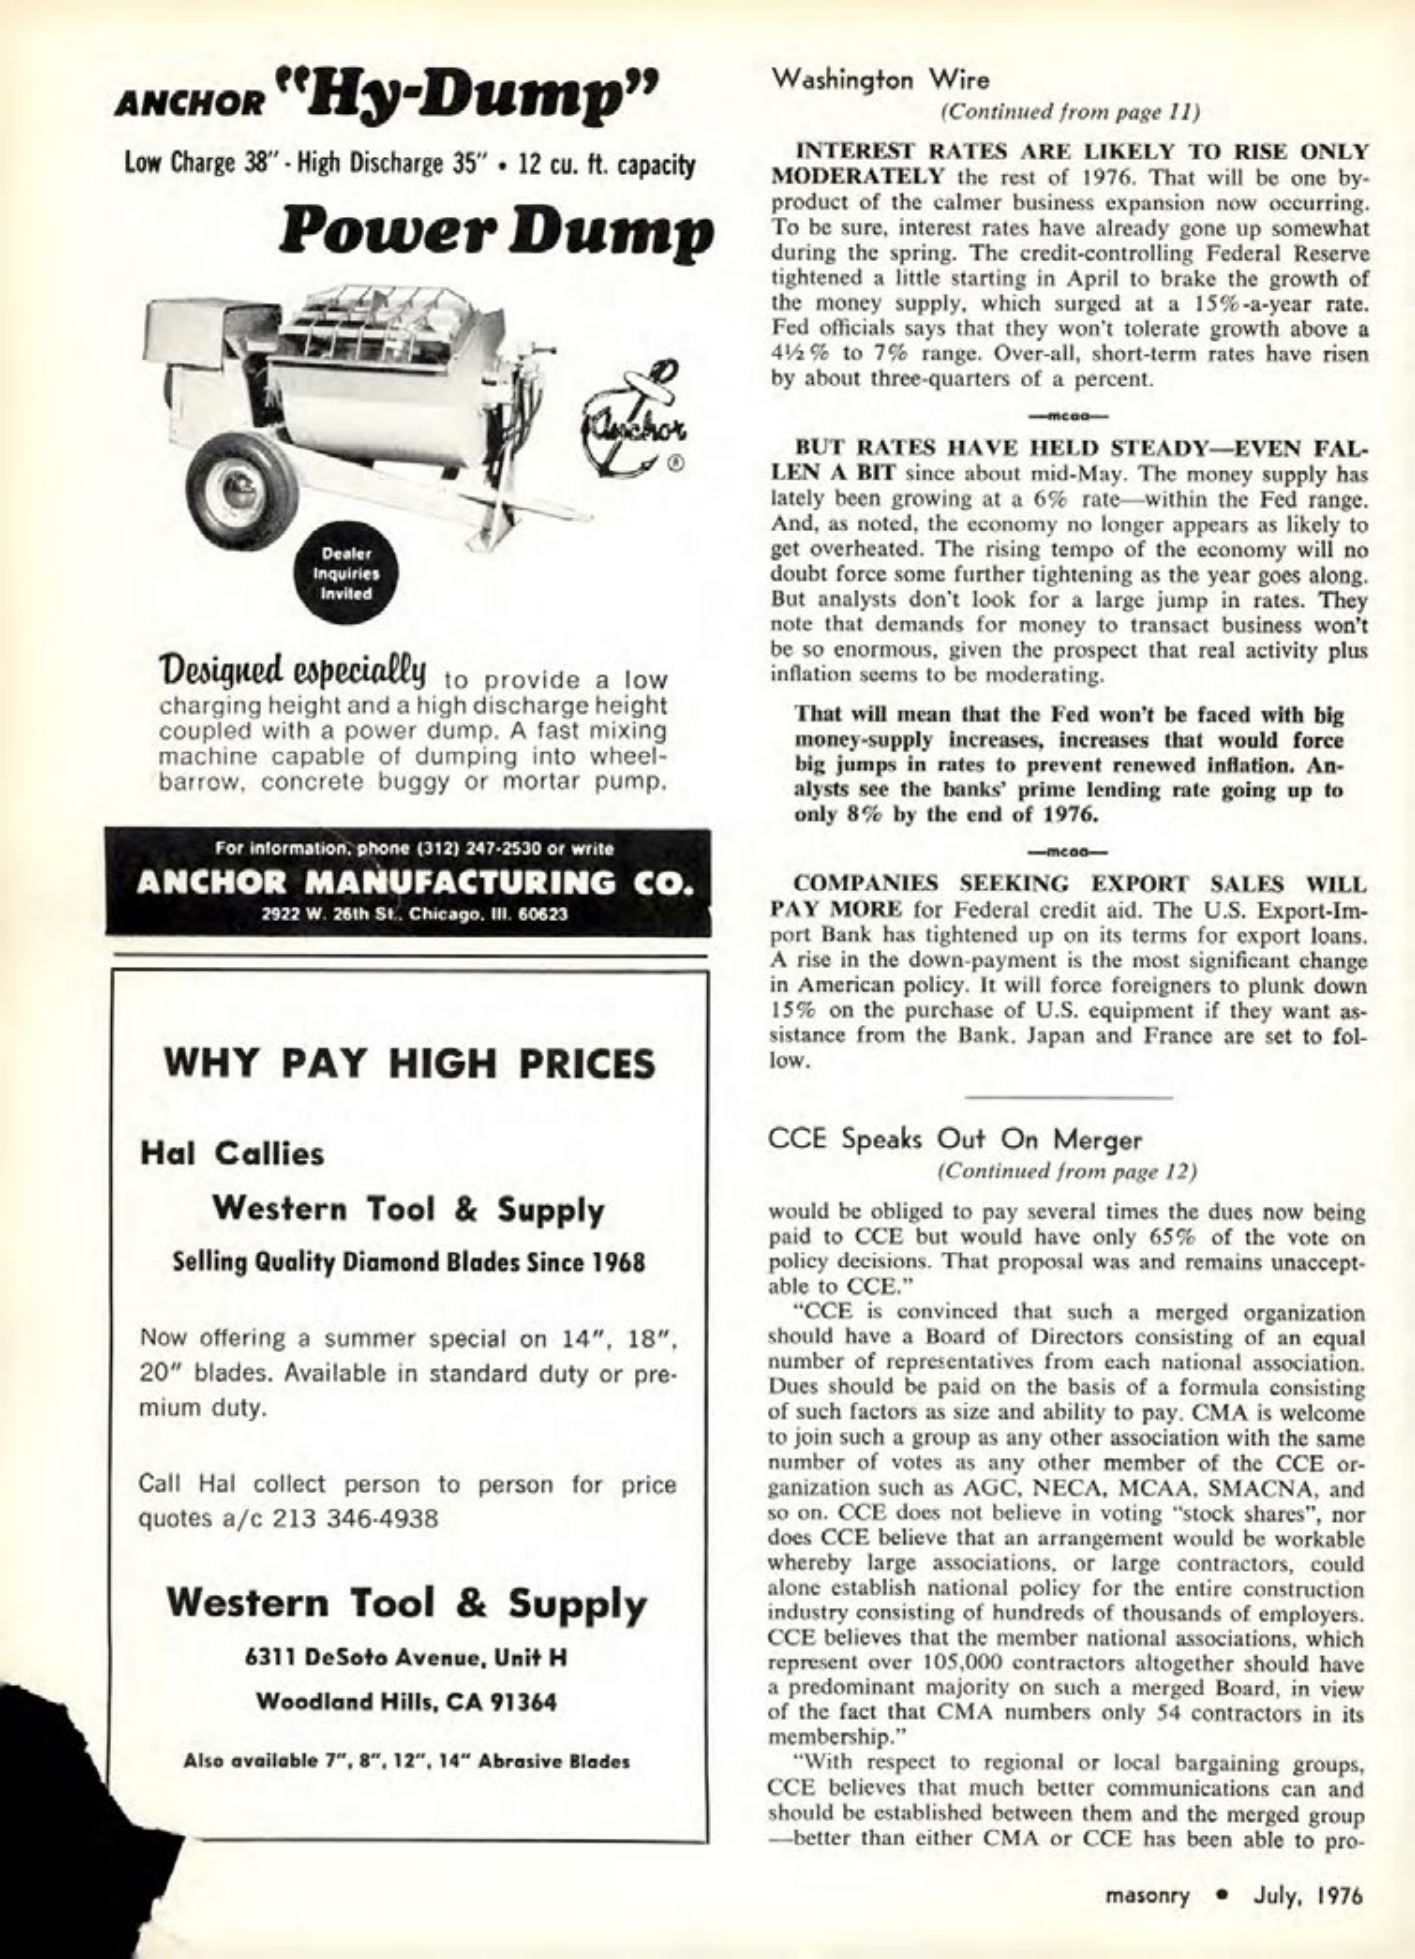 ANCHOR "Hy-Dump"
Low Charge 38" - High Discharge 35" • 12 cu. ft. capacity
Power Dump
Anchor
®
Dealer
Inquiries
Invited
Designed especially to provide a low
charging height and a high discharge height
coupled with a power dump. A fast mixing
machine capable of dumping into wheel-
barrow, concrete buggy or mortar pump.
For information, phone (312) 247-2530 or write
ANCHOR MANUFACTURING CO.
2922 W. 26th St., Chicago, Ill. 60623
WHY PAY HIGH PRICES
Hal Callies
Western Tool & Supply
Selling Quality Diamond Blades Since 1968
Now offering a summer special on 14", 18",
20" blades. Available in standard duty or pre-
mium duty.
Call Hal collect person to person for price
quotes a/c 213 346-4938
Western Tool & Supply
6311 DeSoto Avenue, Unit H
Woodland Hills, CA 91364
Also available 7", 8", 12", 14" Abrasive Blades
Washington Wire
(Continued from page 11)
INTEREST RATES ARE LIKELY TO RISE ONLY
MODERATELY the rest of 1976. That will be one by-
product of the calmer business expansion now occurring.
To be sure, interest rates have already gone up somewhat
during the spring. The credit-controlling Federal Reserve
tightened a little starting in April to brake the growth of
the money supply, which surged at a 15%-a-year rate.
Fed officials says that they won't tolerate growth above a
4½% to 7% range. Over-all, short-term rates have risen
by about three-quarters of a percent.
—mcaa—
BUT RATES HAVE HELD STEADY—EVEN FAL-
LEN A BIT since about mid-May. The money supply has
lately been growing at a 6% rate—within the Fed range.
And, as noted, the economy no longer appears as likely to
get overheated. The rising tempo of the economy will no
doubt force some further tightening as the year goes along.
But analysts don't look for a large jump in rates. They
note that demands for money to transact business won't
be so enormous, given the prospect that real activity plus
inflation seems to be moderating.
That will mean that the Fed won't be faced with big
money-supply increases, increases that would force
big jumps in rates to prevent renewed inflation. An-
alysts see the banks' prime lending rate going up to
only 8% by the end of 1976.
—mcaa—
COMPANIES SEEKING EXPORT SALES WILL
PAY MORE for Federal credit aid. The U.S. Export-Im-
port Bank has tightened up on its terms for export loans.
A rise in the down-payment is the most significant change
in American policy. It will force foreigners to plunk down
15% on the purchase of U.S. equipment if they want as-
sistance from the Bank. Japan and France are set to fol-
low.
CCE Speaks Out On Merger
(Continued from page 12)
would be obliged to pay several times the dues now being
paid to CCE but would have only 65% of the vote on
policy decisions. That proposal was and remains unaccept-
able to CCE."
"CCE is convinced that such a merged organization
should have a Board of Directors consisting of an equal
number of representatives from each national association.
Dues should be paid on the basis of a formula consisting
of such factors as size and ability to pay. CMA is welcome
to join such a group as any other association with the same
number of votes as any other member of the CCE or-
ganization such as AGC, NECA, MCAA, SMACNA, and
so on. CCE does not believe in voting "stock shares", nor
does CCE believe that an arrangement would be workable
whereby large associations, or large contractors, could
alone establish national policy for the entire construction
industry consisting of hundreds of thousands of employers.
CCE believes that the member national associations, which
represent over 105,000 contractors altogether should have
a predominant majority on such a merged Board, in view
of the fact that CMA numbers only 54 contractors in its
membership."
"With respect to regional or local bargaining groups,
CCE believes that much better communications can and
should be established between them and the merged group
—better than either CMA or CCE has been able to pro-
masonry • July, 1976